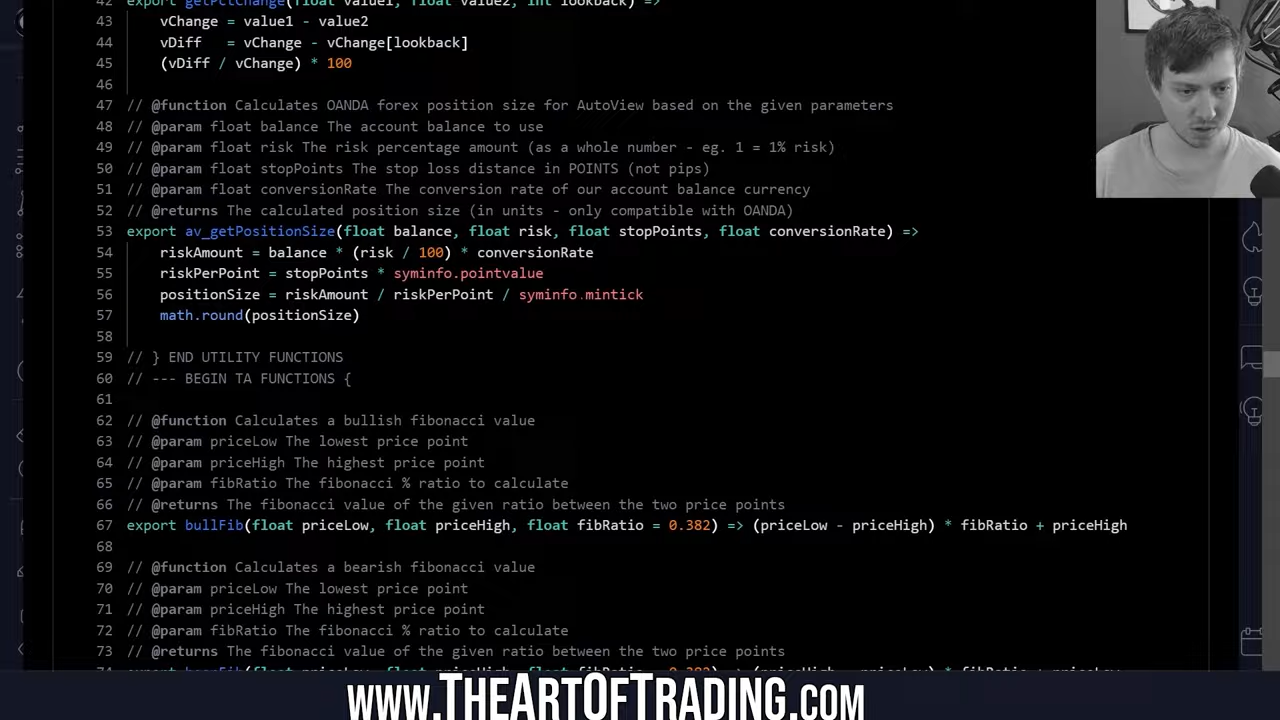 42 export getPctChange(float value1, float value2, int lookback) =>
43 vChange = value1 - value2
44 vDiff = vChange - vChange[lookback]
45 (vDiff / vChange) * 100
46
47 // @function Calculates OANDA forex position size for AutoView based on the given parameters
48 // @param float balance The account balance to use
49 // @param float risk The risk percentage amount (as a whole number - eg. 1 = 1% risk)
50 // @param float stopPoints The stop loss distance in POINTS (not pips)
51 // @param float conversionRate The conversion rate of our account balance currency
52 // @returns The calculated position size (in units - only compatible with OANDA)
53 export av_getPositionSize(float balance, float risk, float stopPoints, float conversionRate) =>
54 riskAmount = balance * (risk / 100) * conversionRate
55 riskPerPoint = stopPoints * syminfo.pointvalue
56 positionSize = riskAmount / riskPerPoint / syminfo.mintick
57 math.round(positionSize)
58
59 // } END UTILITY FUNCTIONS
60 // --- BEGIN TA FUNCTIONS {
61
62 // @function Calculates a bullish fibonacci value
63 // @param priceLow The lowest price point
64 // @param priceHigh The highest price point
65 // @param fibRatio The fibonacci % ratio to calculate
66 // @returns The fibonacci value of the given ratio between the two price points
67 export bullFib(float priceLow, float priceHigh, float fibRatio = 0.382) => (priceLow - priceHigh) * fibRatio + priceHigh
68
69 // @function Calculates a bearish fibonacci value
70 // @param priceLow The lowest price point
71 // @param priceHigh The highest price point
72 // @param fibRatio The fibonacci % ratio to calculate
73 // @returns The fibonacci value of the given ratio between the two price points
WWW.THEARTOFTRADING.COM